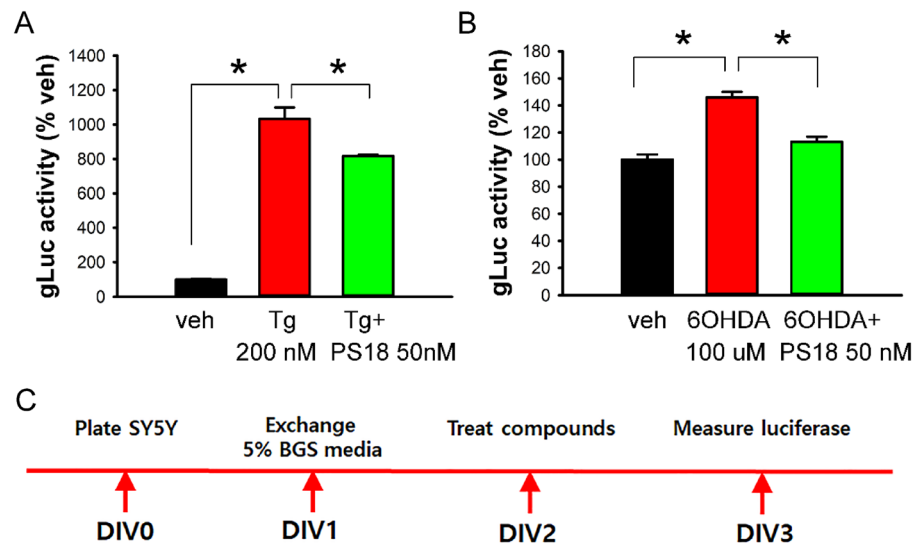 A
gLuc activity (% veh)
1400
1200
1000
800
600
400
200
0
*
*
veh
Tg
Tg+
200 nM
PS18 50nM
B
gLuc activity (% veh)
180
160
140
120
100
80
60
40
20
0
*
*
veh
6OHDA
6OHDA+
100 uM
PS18 50 nM
C
Plate SY5Y
Exchange
5% BGS media
Treat compounds
Measure luciferase
DIV0
DIV1
DIV2
DIV3